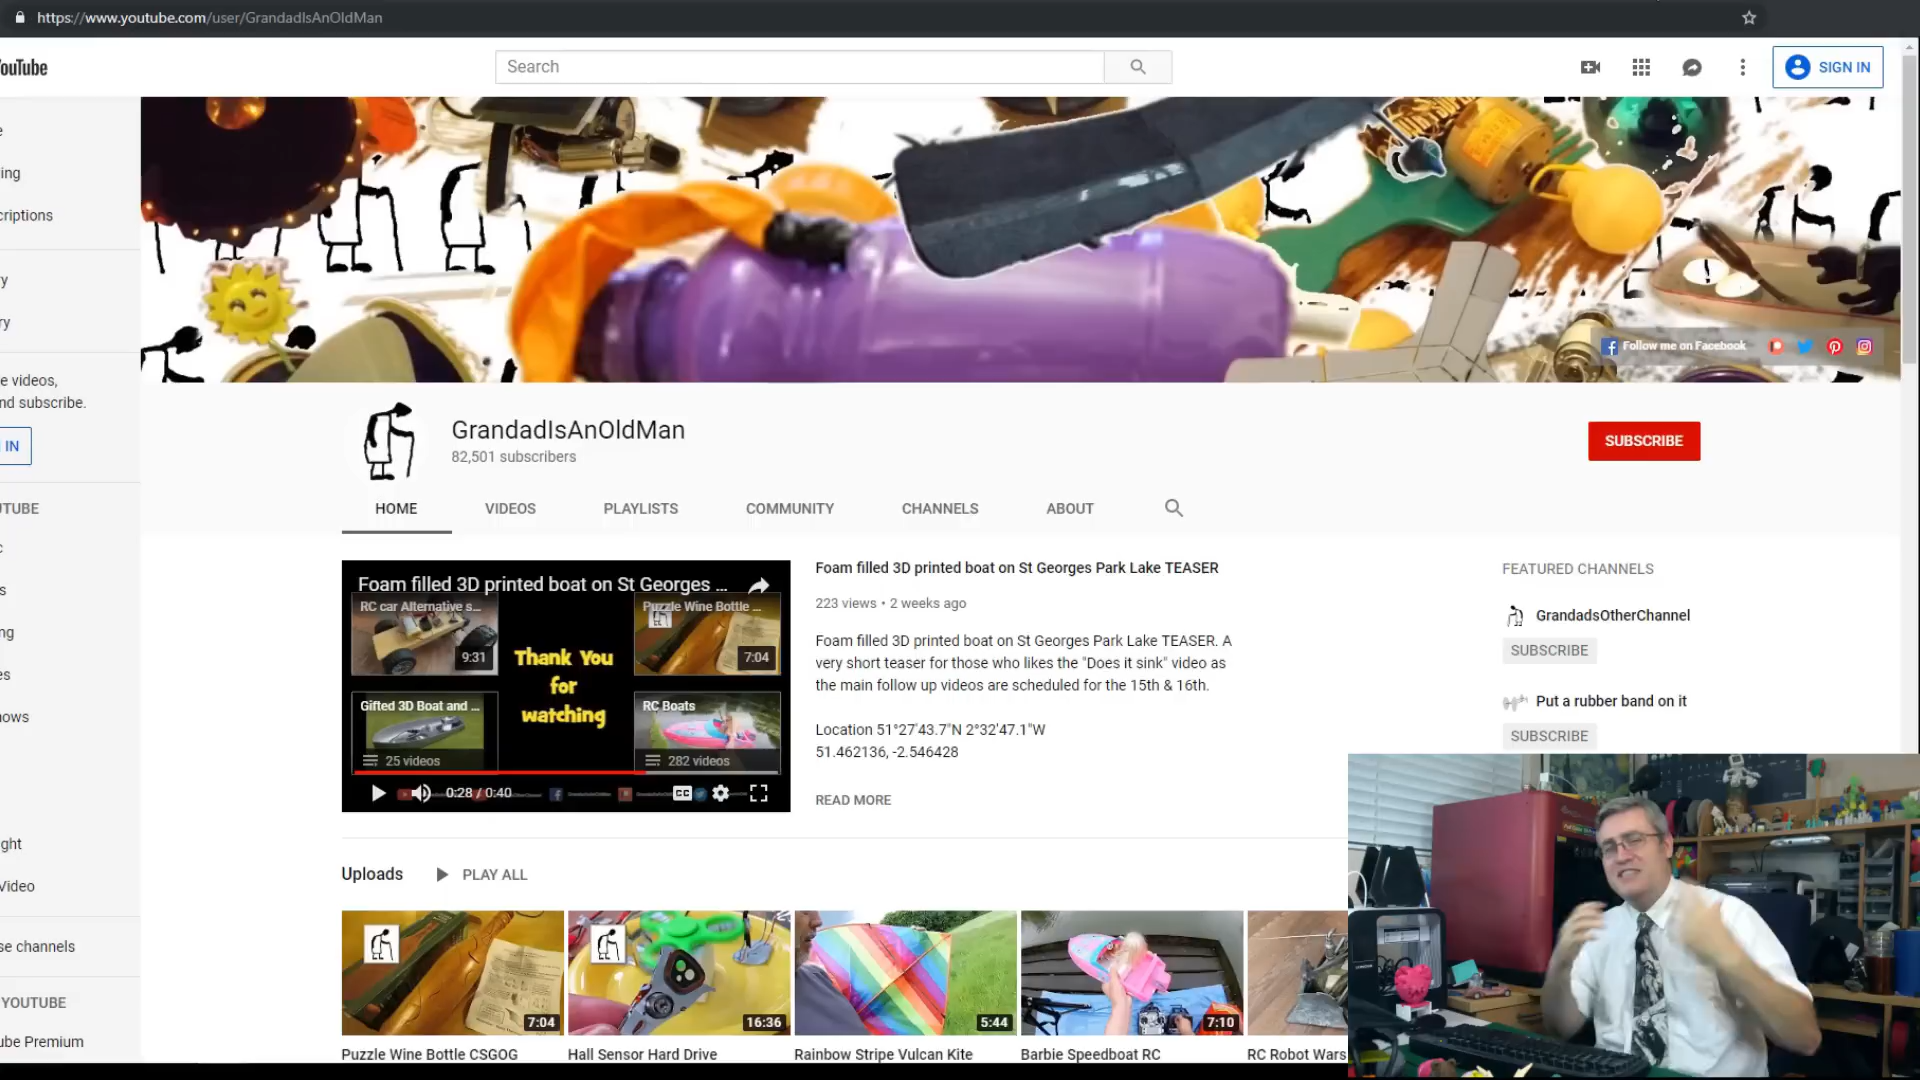 https://www.youtube.com/user/GrandadIsAnOldMan
ouTube
Search
SIGN IN
e
ing
criptions
y
ry
e videos,
nd subscribe.
IN
TUBE
c
s
ng
es
hows
ght
Video
se channels
YOUTUBE
ube Premium
Follow me on Facebook
GrandadIsAnOldMan
82,501 subscribers
SUBSCRIBE
HOME
VIDEOS
PLAYLISTS
COMMUNITY
CHANNELS
ABOUT
Foam filled 3D printed boat on St Georges ...
RC car Alternative s...
9:31
Puzzle Wine Bottle ...
7:04
Thank You
for
watching
Gifted 3D Boat and ...
25 videos
RC Boats
282 videos
0:28 / 0:40
CC
Foam filled 3D printed boat on St Georges Park Lake TEASER
223 views • 2 weeks ago
Foam filled 3D printed boat on St Georges Park Lake TEASER. A
very short teaser for those who likes the "Does it sink" video as
the main follow up videos are scheduled for the 15th & 16th.
Location 51°27'43.7"N 2°32'47.1"W
51.462136, -2.546428
READ MORE
FEATURED CHANNELS
GrandadsOtherChannel
SUBSCRIBE
Put a rubber band on it
SUBSCRIBE
Uploads
PLAY ALL
7:04
16:36
5:44
7:10
Puzzle Wine Bottle CSGOG
Hall Sensor Hard Drive
Rainbow Stripe Vulcan Kite
Barbie Speedboat RC
RC Robot Wars